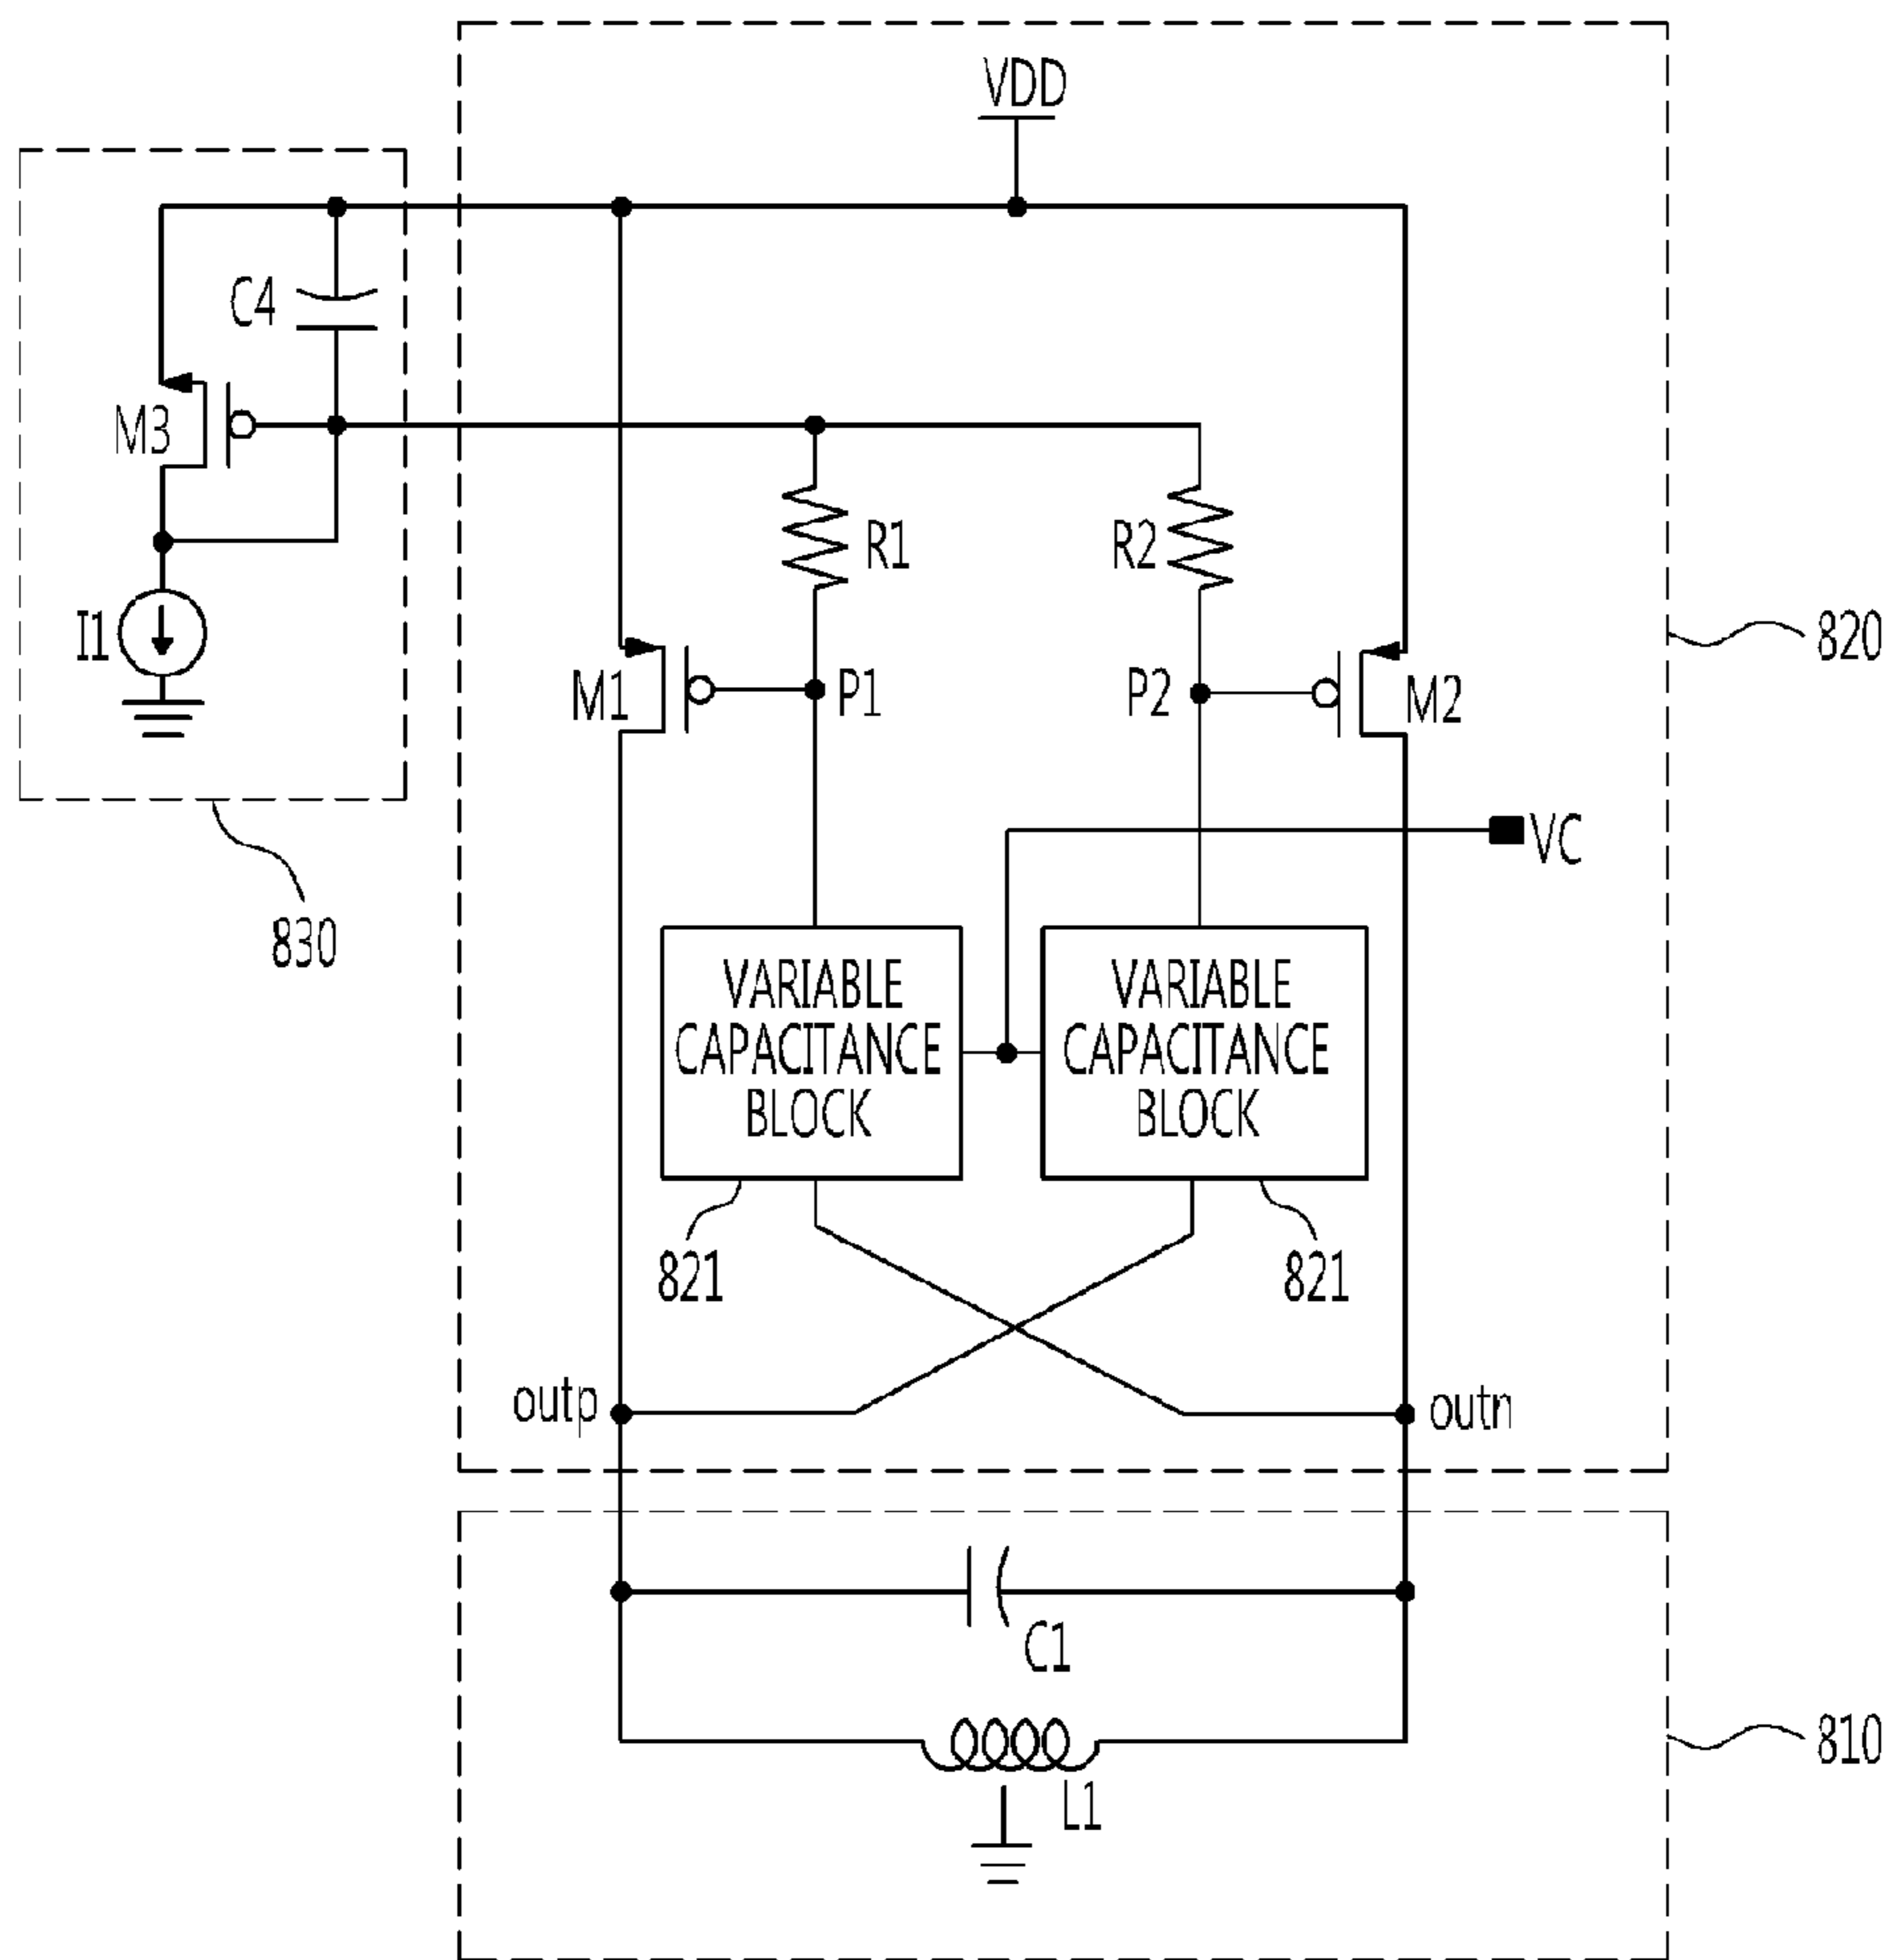 VDD
C4
M3
R1
R2
I1
820
M1
P1
P2
M2
VC
830
VARIABLE
CAPACITANCE
BLOCK
VARIABLE
CAPACITANCE
BLOCK
821
821
outp
outn
C1
810
L1